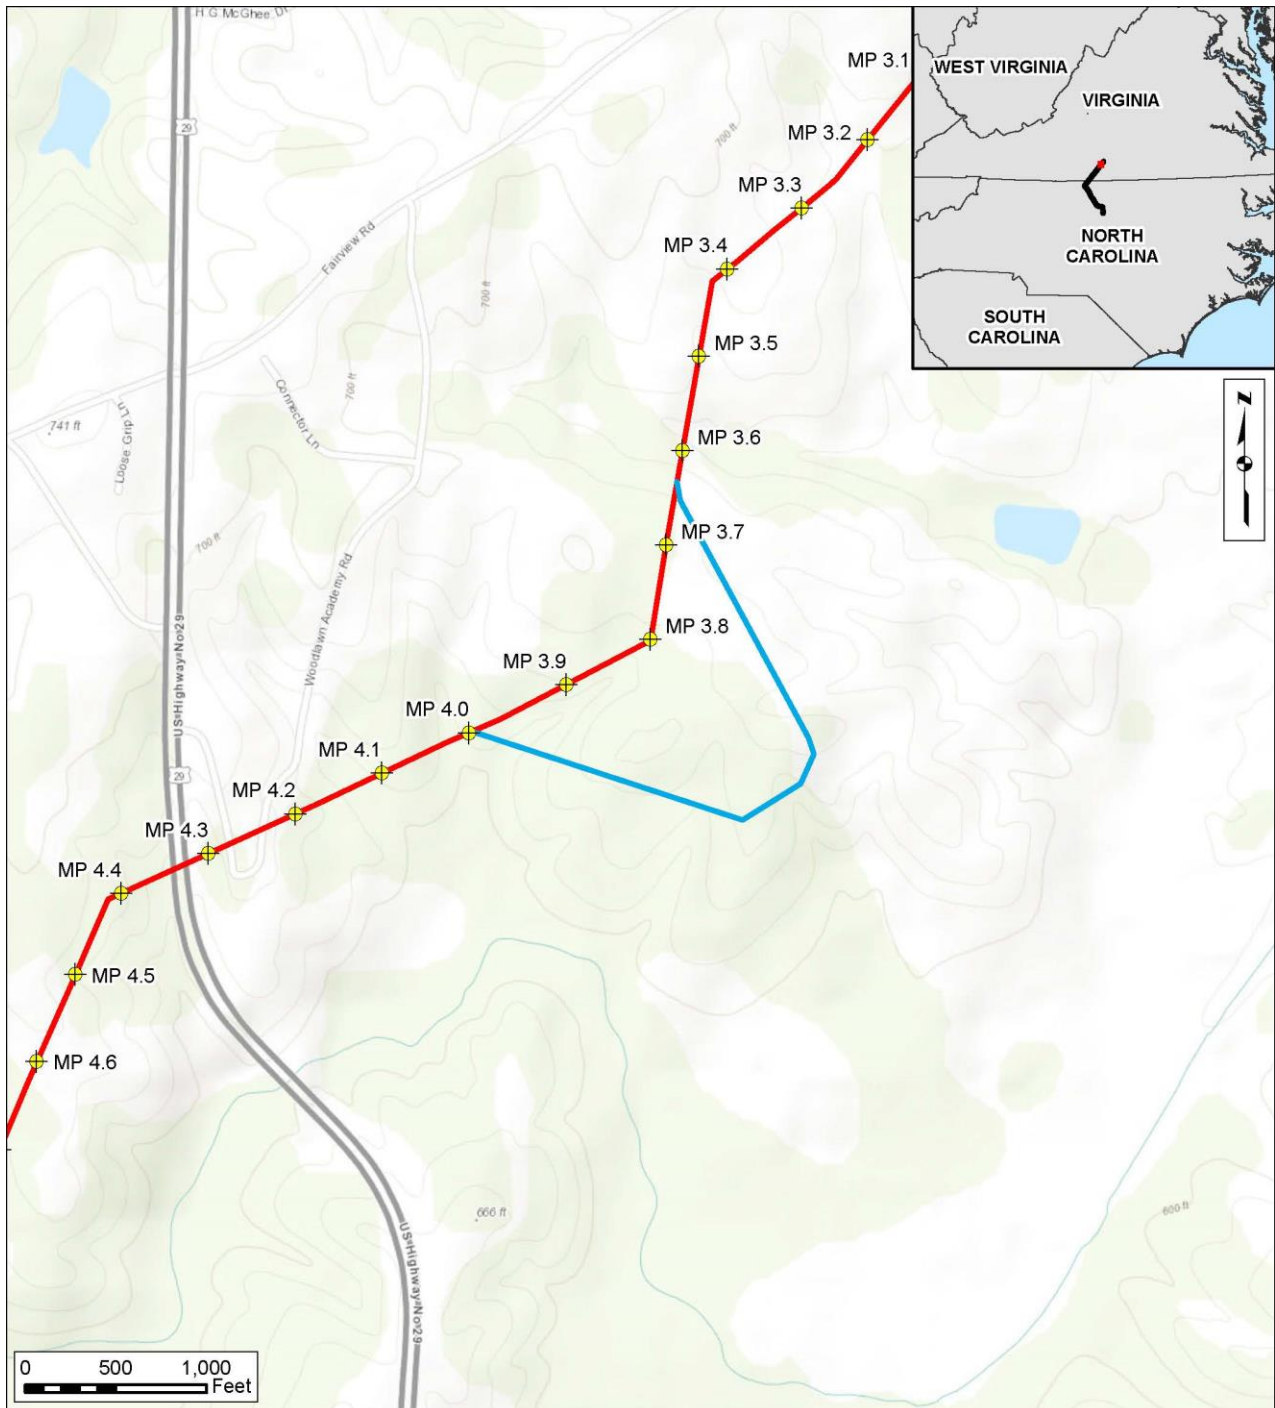 H.G.McGhee Dr
MP 3.1
WEST VIRGINIA
VIRGINIA
29
MP 3.2
700 ft
MP 3.3
Fairview Rd
NORTH
CAROLINA
MP 3.4
700 ft
SOUTH
CAROLINA
MP 3.5
700 ft
Connector Ln
N
741 ft
Loose Grip Ln
MP 3.6
700 ft
MP 3.7
Woodlawn Academy Rd
MP 3.8
US Highway No 29
MP 3.9
MP 4.0
MP 4.1
29
MP 4.2
MP 4.3
MP 4.4
MP 4.5
MP 4.6
666 ft
600 ft
US Highway No 29
0 500 1,000
Feet